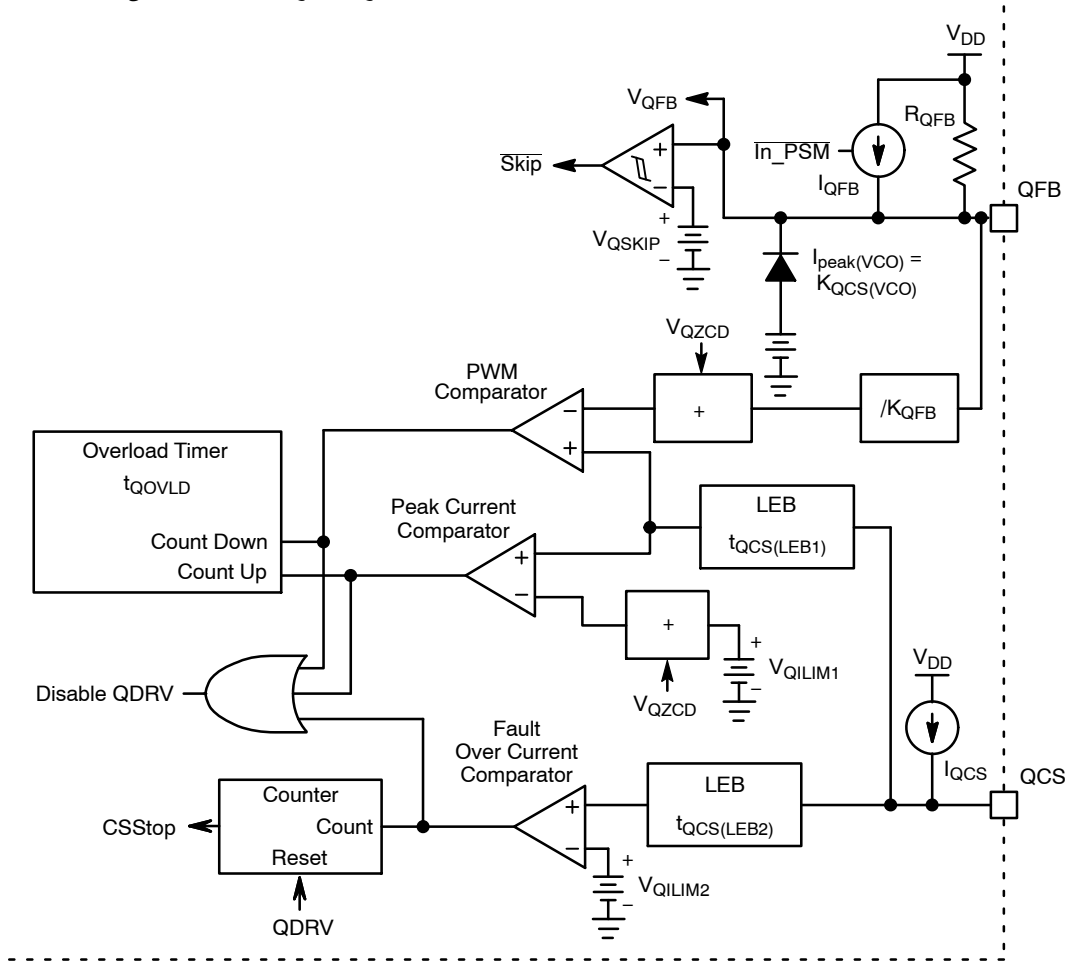 VDD
VQFB
RQFB
Skip
In_PSM
IQFB
QFB
VQSKIP
+
−
+
−
Ipeak(VCO) =
KQCS(VCO)
VQZCD
PWM
Comparator
+
/KQFB
−
+
Overload Timer
tQOVLD
Count Down
Count Up
Peak Current
Comparator
LEB
tQCS(LEB1)
+
−
+
+
−
VQILIM1
VQZCD
VDD
Disable QDRV
Fault
Over Current
Comparator
IQCS
QCS
LEB
tQCS(LEB2)
Counter
Count
Reset
CSStop
+
−
+
−
VQILIM2
QDRV